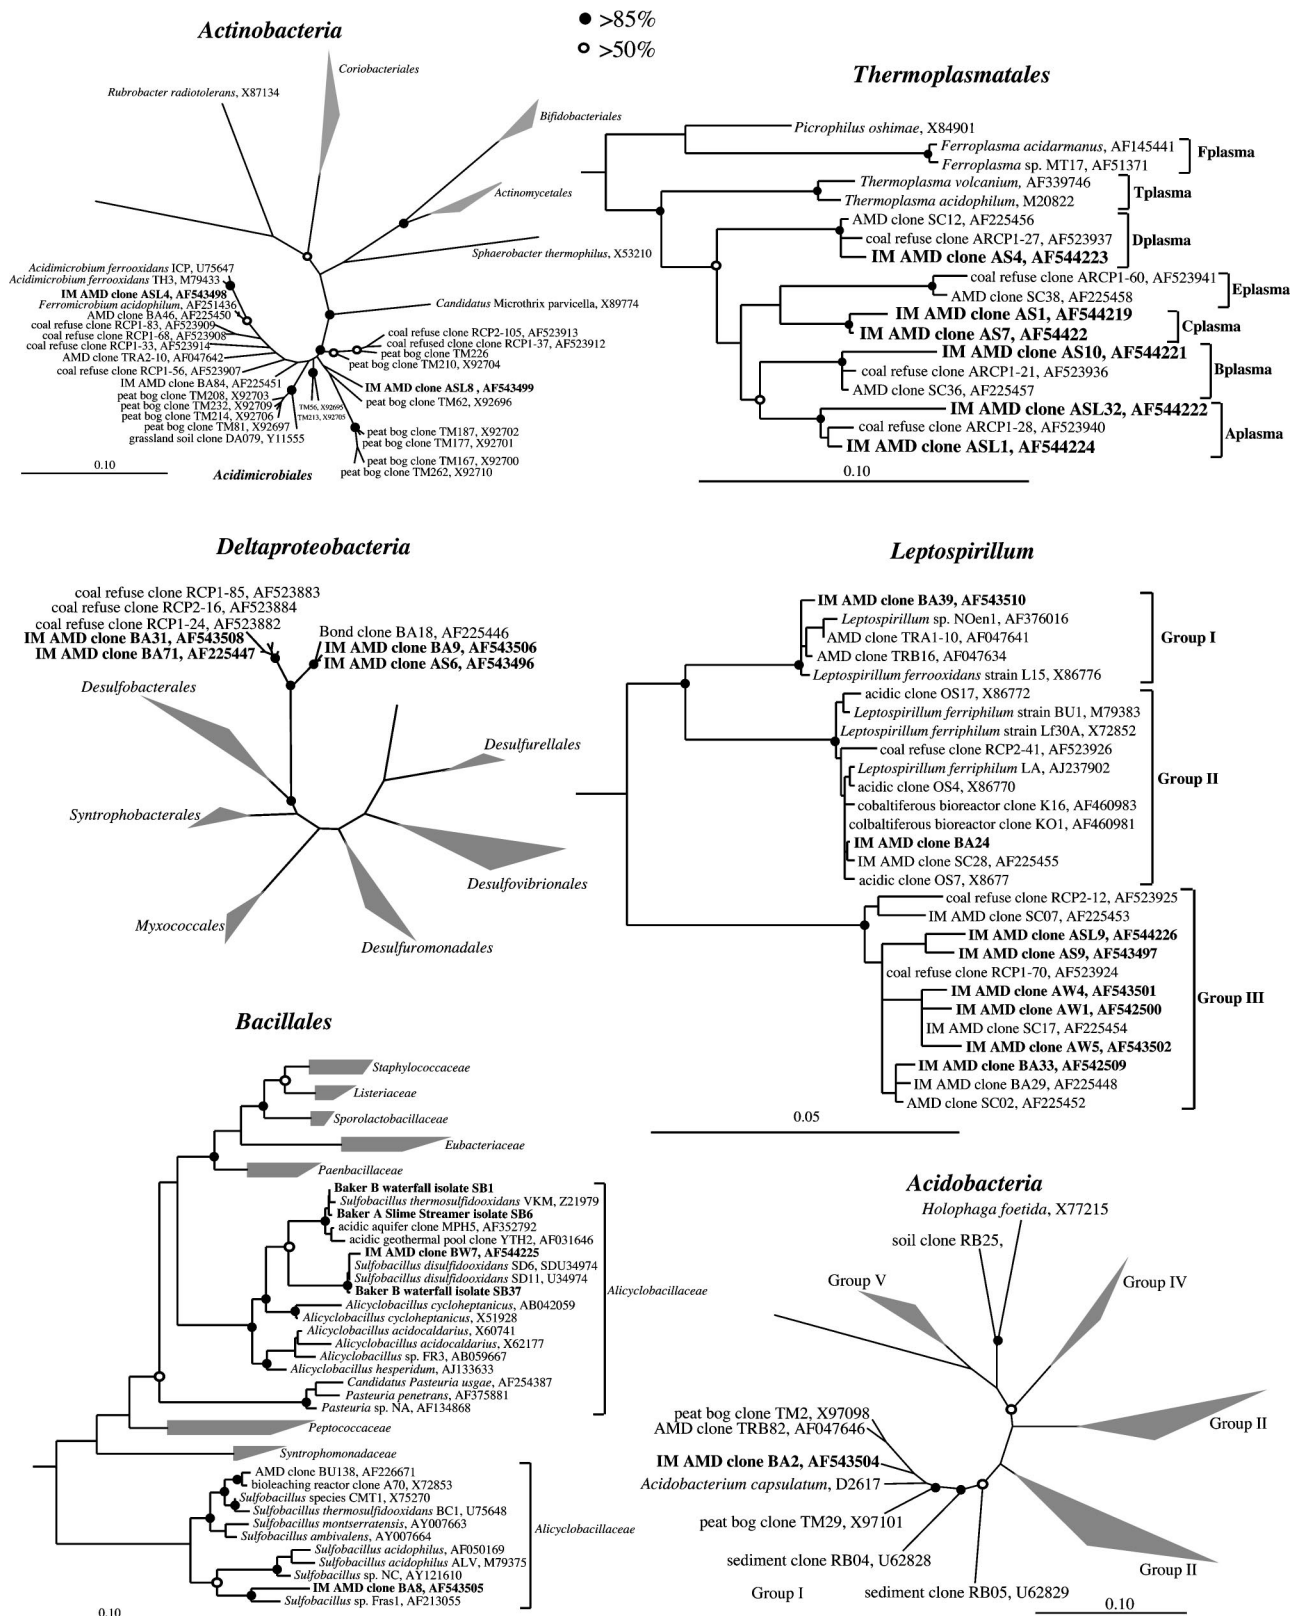 >85%
>50%
Actinobacteria
Coriobacteriales
Rubrobacter radiotolerans, X87134
Bifidobacteriales
Actinomycetales
Sphaerobacter thermophilus, X53210
Acidimicrobium ferrooxidans ICP, U75647
Acidimicrobium ferrooxidans TH3, M79433
IM AMD clone ASL4, AF543498
Ferromicrobium acidophilum, AF251436
AMD clone BA46, AF225450
coal refuse clone RCP1-83, AF523909
coal refuse clone RCP1-68, AF523908
coal refuse clone RCP1-33, AF523914
AMD clone TRA2-10, AF047642
coal refuse clone RCP1-56, AF523907
IM AMD clone BA84, AF225451
peat bog clone TM208, X92703
peat bog clone TM232, X92709
peat bog clone TM214, X92706
peat bog clone TM81, X92697
grassland soil clone DA079, Y11555
Candidatus Microthrix parvicella, X89774
coal refuse clone RCP2-105, AF523913
coal refused clone RCP1-37, AF523912
peat bog clone TM226
peat bog clone TM210, X92704
IM AMD clone ASL8 , AF543499
peat bog clone TM62, X92696
TM56, X92695
TM213, X92705
peat bog clone TM187, X92702
peat bog clone TM177, X92701
peat bog clone TM167, X92700
peat bog clone TM262, X92710
0.10
Acidimicrobiales
Thermoplasmatales
Picrophilus oshimae, X84901
Ferroplasma acidarmanus, AF145441
Ferroplasma sp. MT17, AF51371
Fplasma
Thermoplasma volcanium, AF339746
Thermoplasma acidophilum, M20822
Tplasma
AMD clone SC12, AF225456
coal refuse clone ARCP1-27, AF523937
IM AMD clone AS4, AF544223
Dplasma
coal refuse clone ARCP1-60, AF523941
AMD clone SC38, AF225458
Eplasma
IM AMD clone AS1, AF544219
IM AMD clone AS7, AF54422
Cplasma
IM AMD clone AS10, AF544221
coal refuse clone ARCP1-21, AF523936
AMD clone SC36, AF225457
Bplasma
IM AMD clone ASL32, AF544222
coal refuse clone ARCP1-28, AF523940
IM AMD clone ASL1, AF544224
Aplasma
0.10
Deltaproteobacteria
coal refuse clone RCP1-85, AF523883
coal refuse clone RCP2-16, AF523884
coal refuse clone RCP1-24, AF523882
IM AMD clone BA31, AF543508
IM AMD clone BA71, AF225447
Bond clone BA18, AF225446
IM AMD clone BA9, AF543506
IM AMD clone AS6, AF543496
Desulfobacterales
Desulfurellales
Syntrophobacterales
Desulfovibrionales
Myxococcales
Desulfuromonadales
Leptospirillum
IM AMD clone BA39, AF543510
Leptospirillum sp. NOen1, AF376016
AMD clone TRA1-10, AF047641
AMD clone TRB16, AF047634
Leptospirillum ferrooxidans strain L15, X86776
Group I
acidic clone OS17, X86772
Leptospirillum ferriphilum strain BU1, M79383
Leptospirillum ferriphilum strain Lf30A, X72852
coal refuse clone RCP2-41, AF523926
Leptospirillum ferriphilum LA, AJ237902
acidic clone OS4, X86770
cobaltiferous bioreactor clone K16, AF460983
colbaltiferous bioreactor clone KO1, AF460981
IM AMD clone BA24
IM AMD clone SC28, AF225455
acidic clone OS7, X8677
Group II
coal refuse clone RCP2-12, AF523925
IM AMD clone SC07, AF225453
IM AMD clone ASL9, AF544226
IM AMD clone AS9, AF543497
coal refuse clone RCP1-70, AF523924
IM AMD clone AW4, AF543501
IM AMD clone AW1, AF542500
IM AMD clone SC17, AF225454
IM AMD clone AW5, AF543502
IM AMD clone BA33, AF542509
IM AMD clone BA29, AF225448
AMD clone SC02, AF225452
Group III
0.05
Bacillales
Staphylococcaceae
Listeriaceae
Sporolactobacillaceae
Eubacteriaceae
Paenbacillaceae
Baker B waterfall isolate SB1
Sulfobacillus thermosulfidooxidans VKM, Z21979
Baker A Slime Streamer isolate SB6
acidic aquifer clone MPH5, AF352792
acidic geothermal pool clone YTH2, AF031646
IM AMD clone BW7, AF544225
Sulfobacillus disulfidooxidans SD6, SDU34974
Sulfobacillus disulfidooxidans SD11, U34974
Baker B waterfall isolate SB37
Alicyclobacillus cycloheptanicus, AB042059
Alicyclobacillus cycloheptanicus, X51928
Alicyclobacillus acidocaldarius, X60741
Alicyclobacillus acidocaldarius, X62177
Alicyclobacillus sp. FR3, AB059667
Alicyclobacillus hesperidum, AJ133633
Candidatus Pasteuria usgae, AF254387
Pasteuria penetrans, AF375881
Pasteuria sp. NA, AF134868
Alicyclobacillaceae
Peptococcaceae
Syntrophomonadaceae
AMD clone BU138, AF226671
bioleaching reactor clone A70, X72853
Sulfobacillus species CMT1, X75270
Sulfobacillus thermosulfidooxidans BC1, U75648
Sulfobacillus montserratensis, AY007663
Sulfobacillus ambivalens, AY007664
Sulfobacillus acidophilus, AF050169
Sulfobacillus acidophilus ALV, M79375
Sulfobacillus sp. NC, AY121610
IM AMD clone BA8, AF543505
Sulfobacillus sp. Fras1, AF213055
Alicyclobacillaceae
0.10
Acidobacteria
Holophaga foetida, X77215
soil clone RB25,
Group V
Group IV
Group II
peat bog clone TM2, X97098
AMD clone TRB82, AF047646
IM AMD clone BA2, AF543504
Acidobacterium capsulatum, D2617
peat bog clone TM29, X97101
sediment clone RB04, U62828
Group I
sediment clone RB05, U62829
Group II
0.10